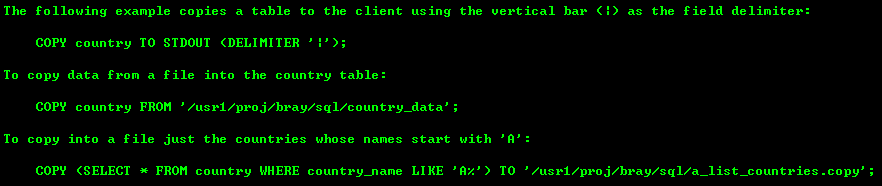 The following example copies a table to the client using the vertical bar (|) as the field delimiter:
COPY country TO STDOUT (DELIMITER '|');
To copy data from a file into the country table:
COPY country FROM '/usr1/proj/bray/sql/country_data';
To copy into a file just the countries whose names start with 'A':
COPY (SELECT * FROM country WHERE country_name LIKE 'A%') TO '/usr1/proj/bray/sql/a_list_countries.copy';